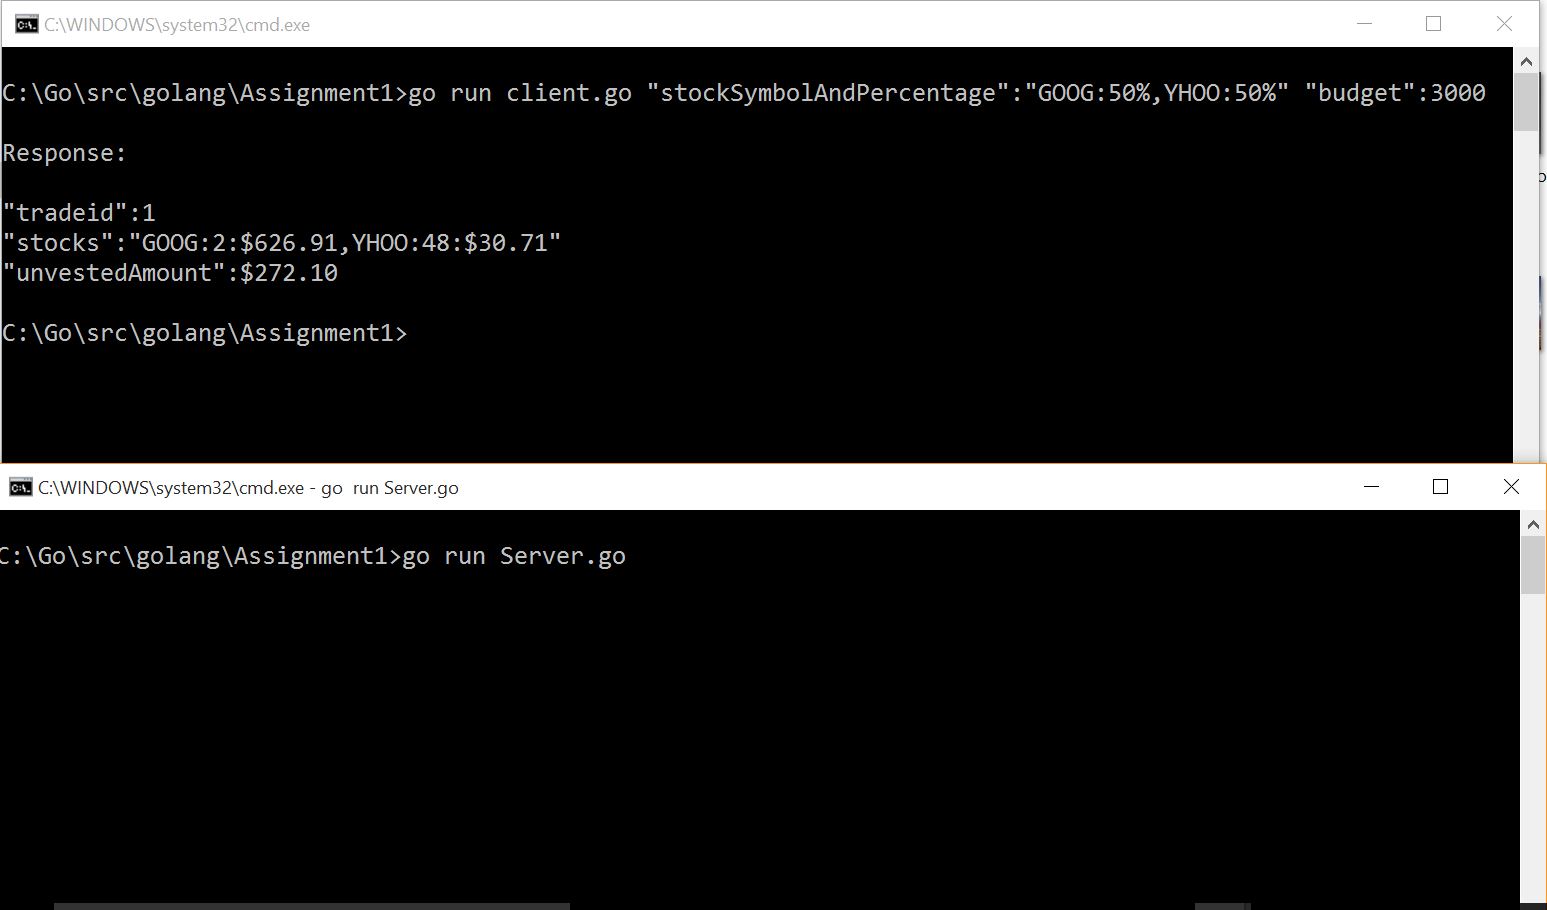 C:\WINDOWS\system32\cmd.exe
C:\Go\src\golang\Assignment1>go run client.go "stockSymbolAndPercentage":"GOOG:50%,YHOO:50%" "budget":3000
Response:
"tradeid":1
"stocks":"GOOG:2:$626.91,YHOO:48:$30.71"
"unvestedAmount":$272.10
C:\Go\src\golang\Assignment1>
C:\WINDOWS\system32\cmd.exe - go  run Server.go
C:\Go\src\golang\Assignment1>go run Server.go